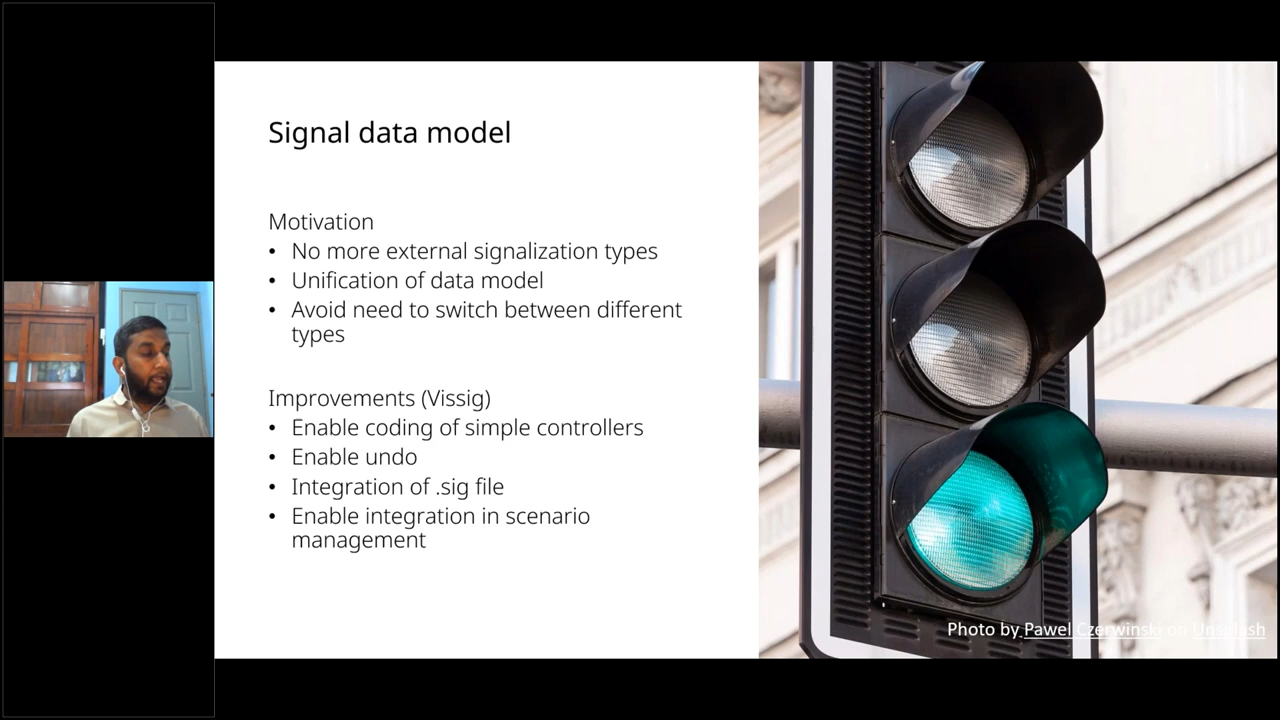 Signal data model
Motivation
• No more external signalization types
• Unification of data model
• Avoid need to switch between different
types
Improvements (Vissig)
• Enable coding of simple controllers
• Enable undo
• Integration of .sig file
• Enable integration in scenario
management
Photo by Pawel Czerwinski on Unsplash